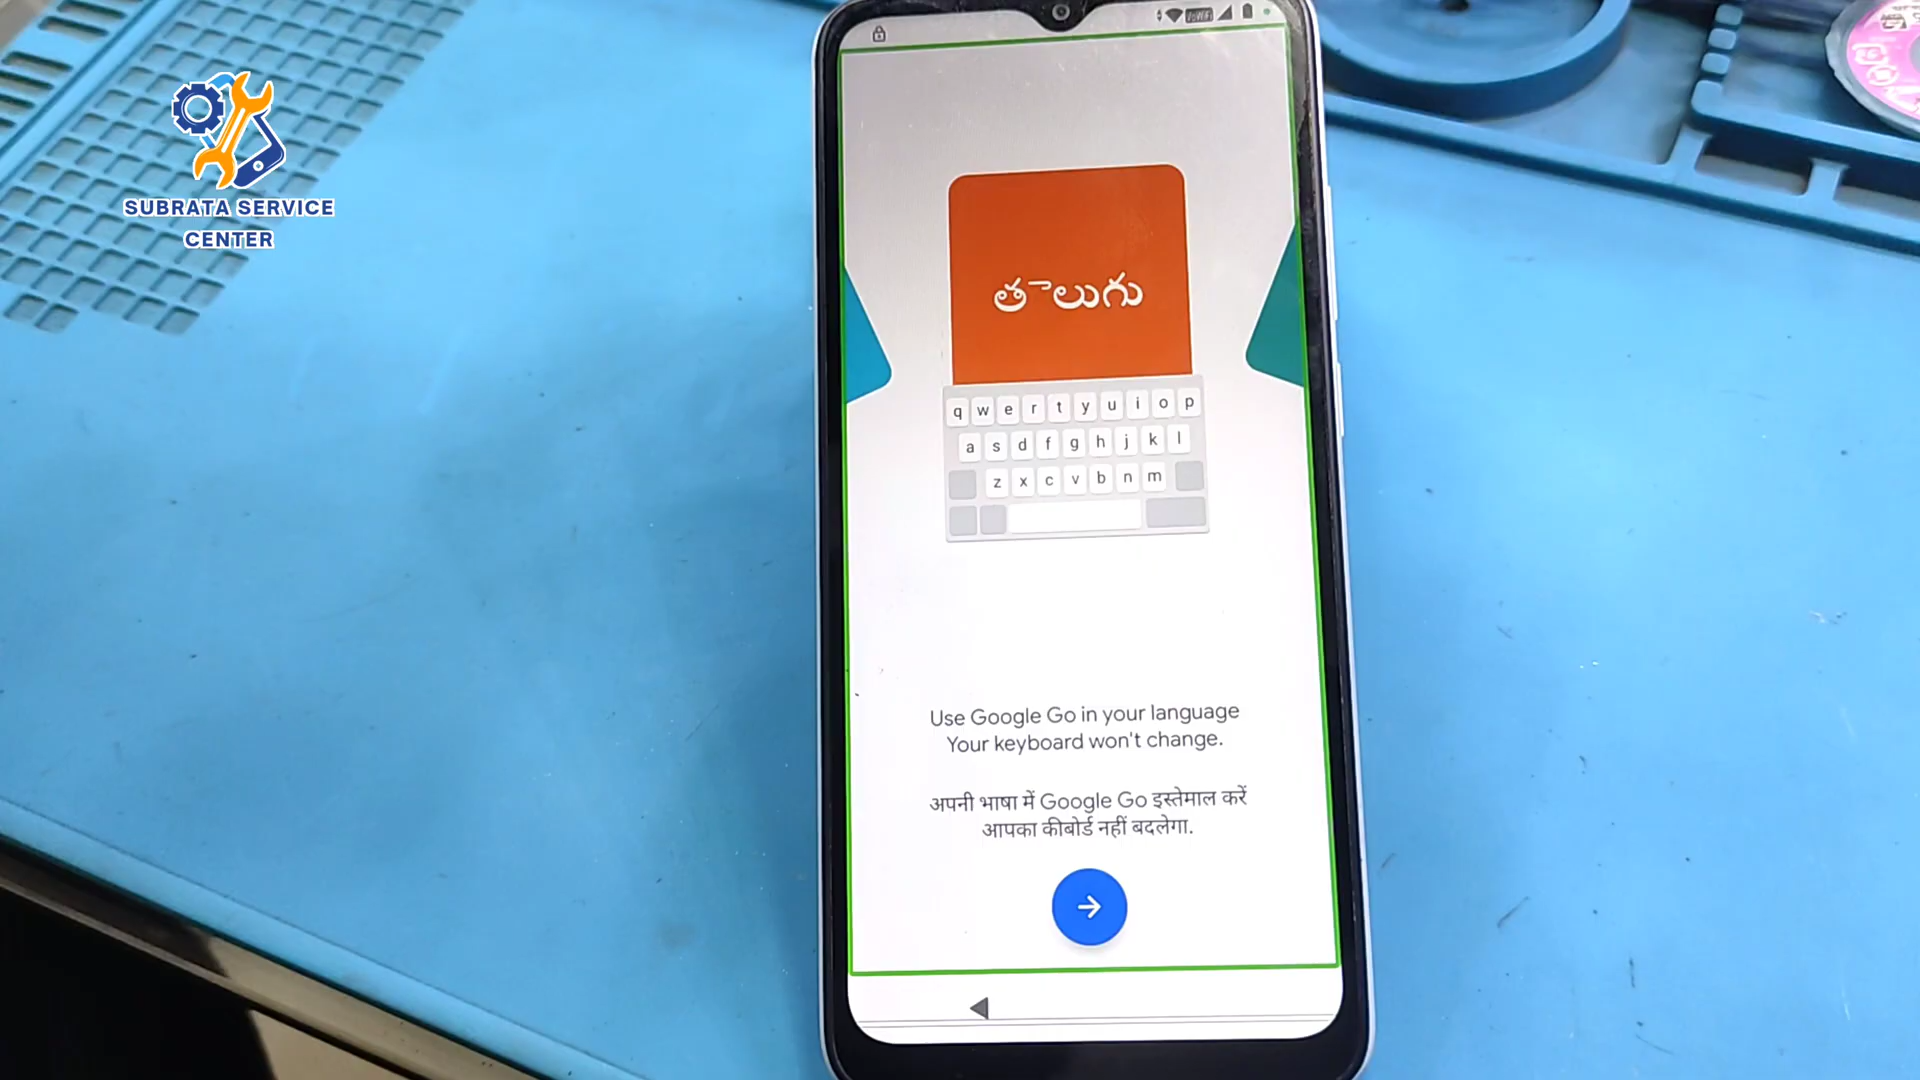 SUBRATA SERVICE
CENTER
తెలుగు
q w e r t y u i o p
a s d f g h j k l
z x c v b n m
Use Google Go in your language
Your keyboard won't change.
अपनी भाषा में Google Go इस्तेमाल करें
आपका कीबोर्ड नहीं बदलेगा.